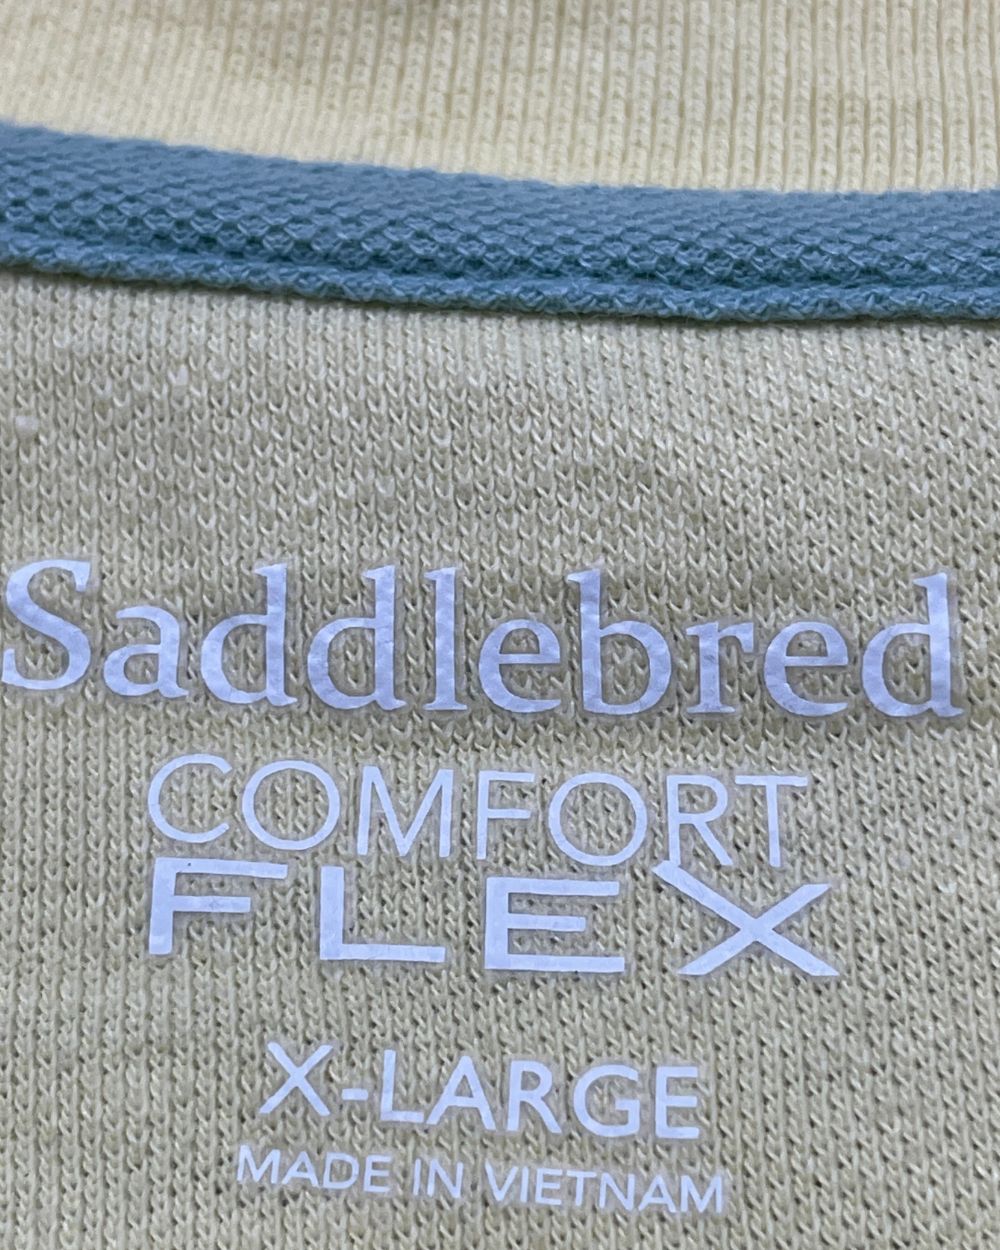 Saddlebred
COMFORT
FLEX
X-LARGE
MADE IN VIETNAM